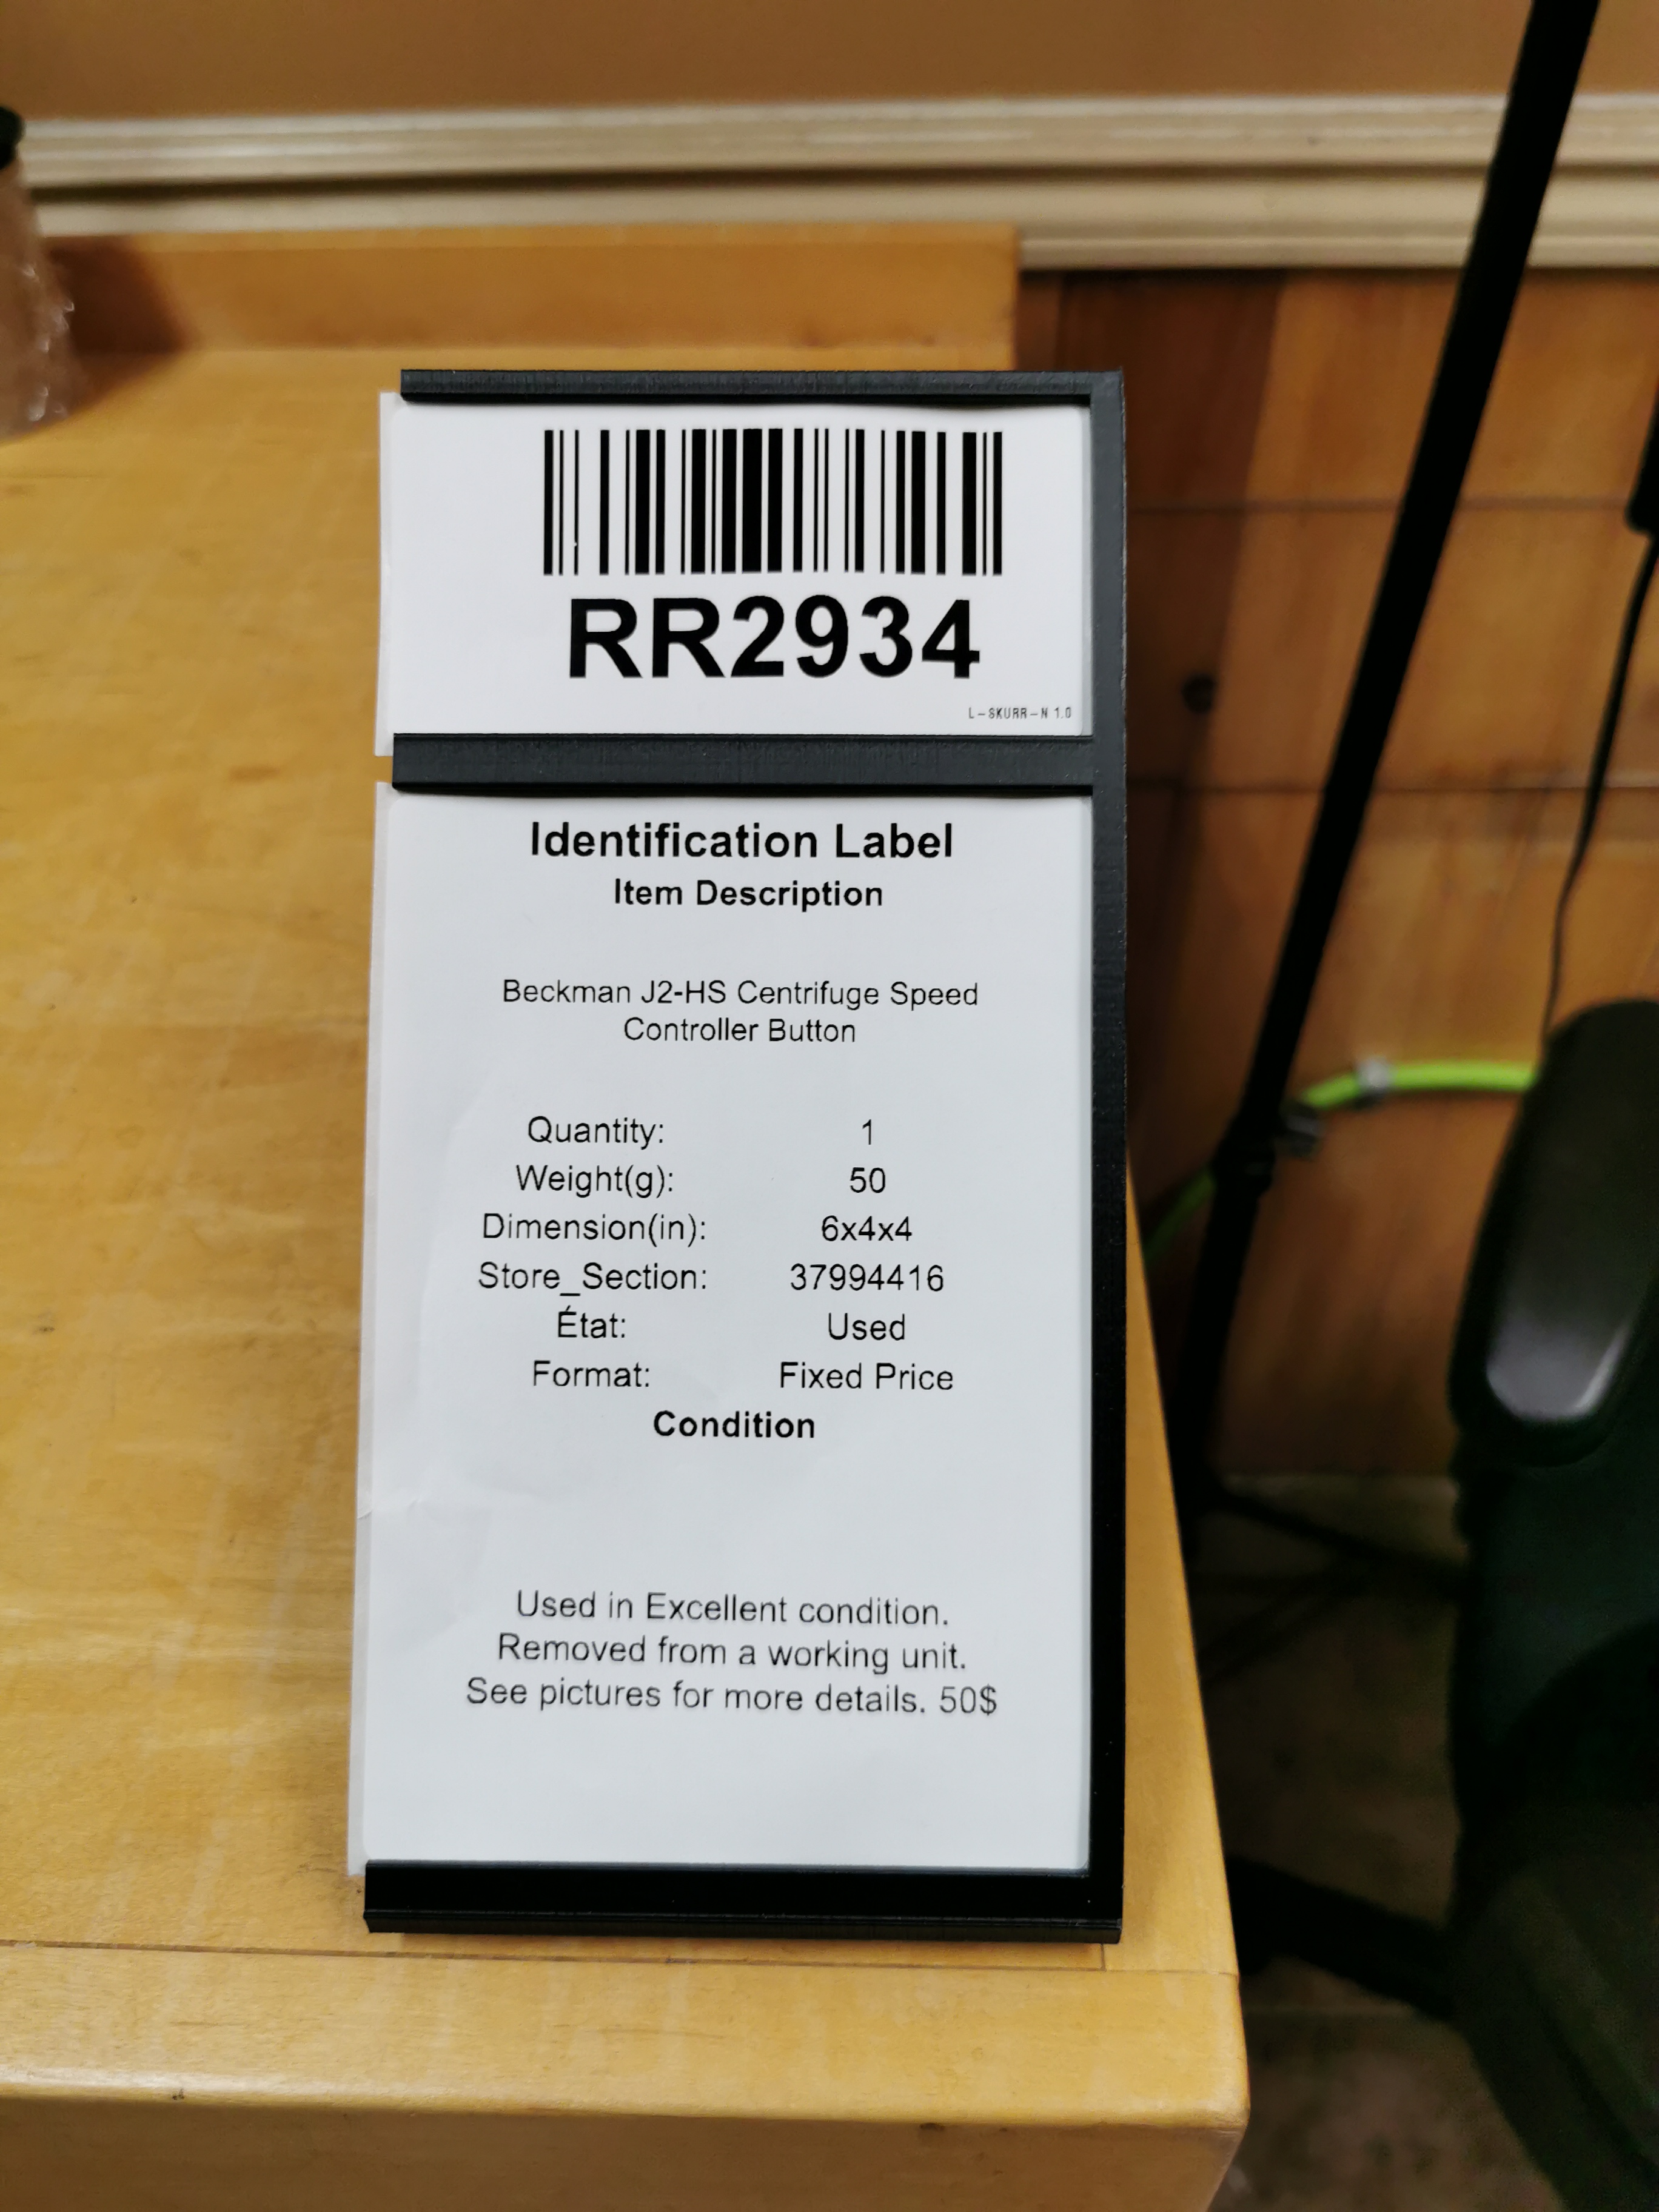 RR2934
L-SKURR-N 1.0
Identification Label
Item Description
Beckman J2-HS Centrifuge Speed
Controller Button
Quantity: 1
Weight(g): 50
Dimension(in): 6x4x4
Store_Section: 37994416
État: Used
Format: Fixed Price
Condition
Used in Excellent condition.
Removed from a working unit.
See pictures for more details. 50$